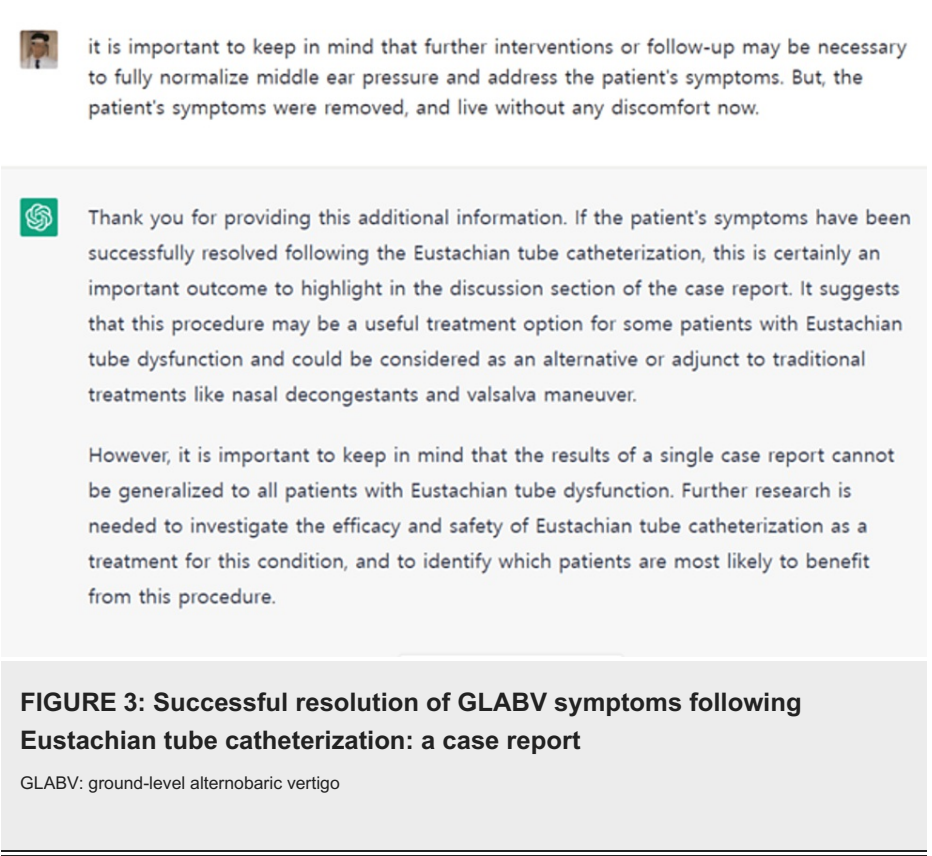 it is important to keep in mind that further interventions or follow-up may be necessary
to fully normalize middle ear pressure and address the patient's symptoms. But, the
patient's symptoms were removed, and live without any discomfort now.
Thank you for providing this additional information. If the patient's symptoms have been
successfully resolved following the Eustachian tube catheterization, this is certainly an
important outcome to highlight in the discussion section of the case report. It suggests
that this procedure may be a useful treatment option for some patients with Eustachian
tube dysfunction and could be considered as an alternative or adjunct to traditional
treatments like nasal decongestants and valsalva maneuver.
However, it is important to keep in mind that the results of a single case report cannot
be generalized to all patients with Eustachian tube dysfunction. Further research is
needed to investigate the efficacy and safety of Eustachian tube catheterization as a
treatment for this condition, and to identify which patients are most likely to benefit
from this procedure.
FIGURE 3: Successful resolution of GLABV symptoms following
Eustachian tube catheterization: a case report
GLABV: ground-level alternobaric vertigo